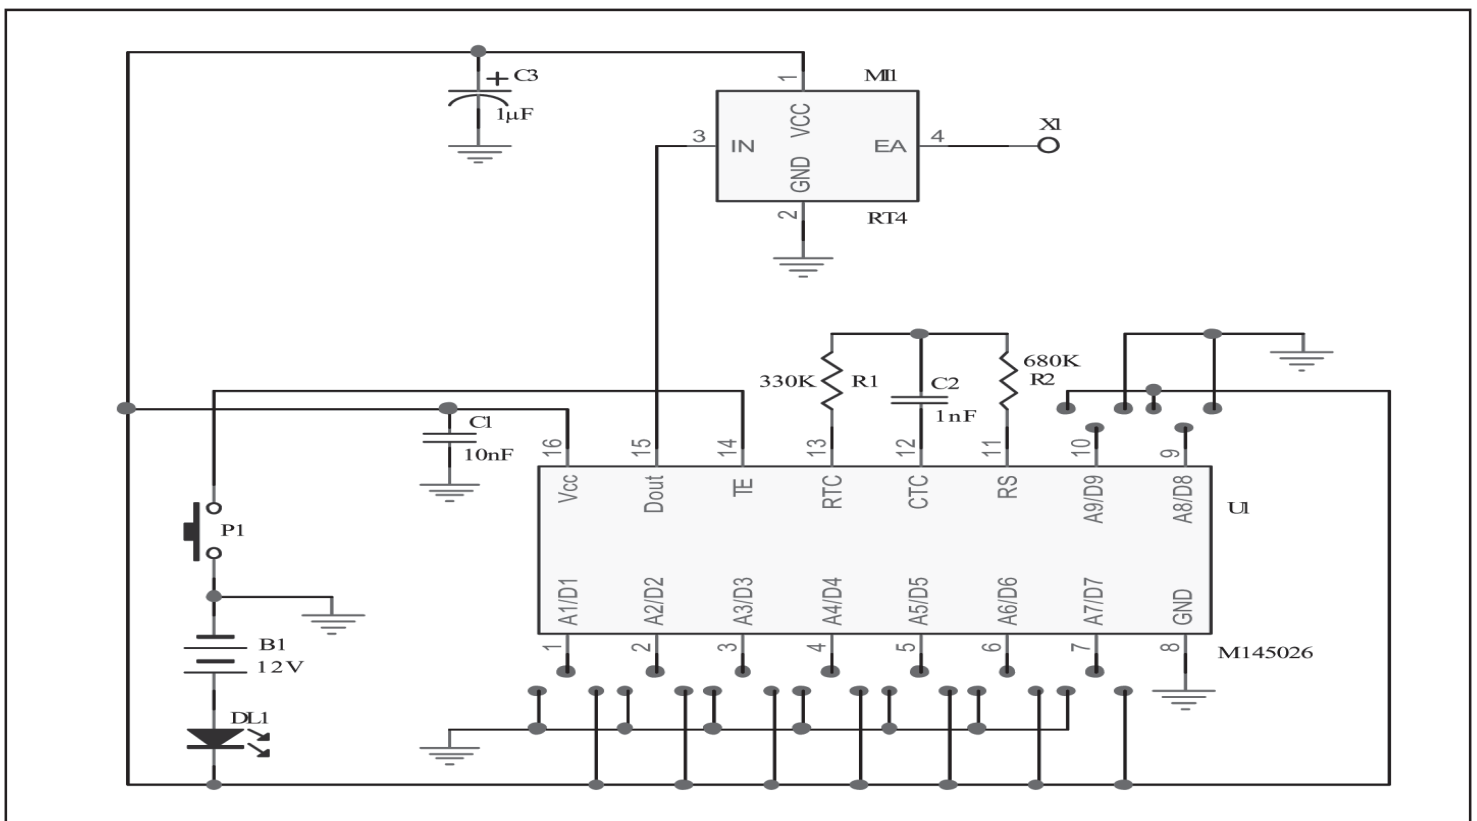 C3
1µF
1
MI1
VCC
3
IN
EA
4
X1
GND
2
RT4
330K
R1
C2
1nF
680K
R2
C1
10nF
16
15
14
13
12
11
10
9
Vcc
Dout
TE
RTC
CTC
RS
A9/D9
A8/D8
U1
P1
A1/D1
A2/D2
A3/D3
A4/D4
A5/D5
A6/D6
A7/D7
GND
1
2
3
4
5
6
7
8
M145026
B1
12V
DL1